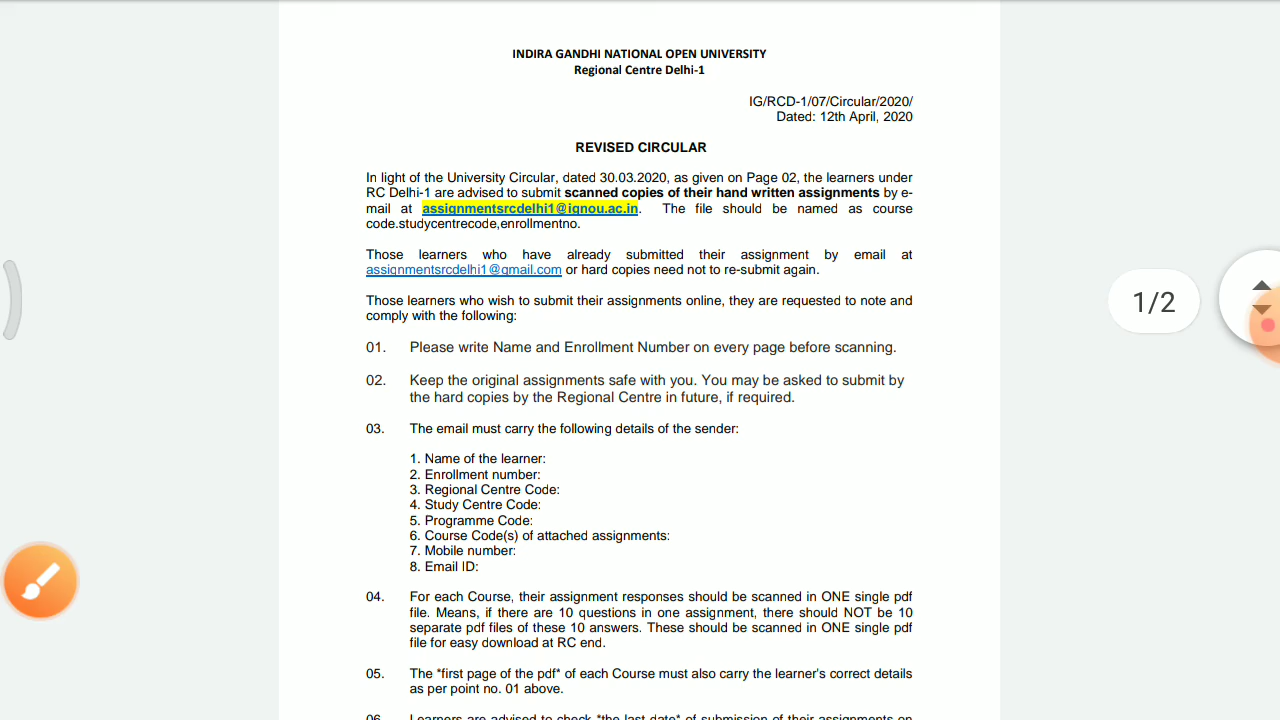 INDIRA GANDHI NATIONAL OPEN UNIVERSITY
Regional Centre Delhi-1
IG/RCD-1/07/Circular/2020/
Dated: 12th April, 2020
REVISED CIRCULAR
In light of the University Circular, dated 30.03.2020, as given on Page 02, the learners under
RC Delhi-1 are advised to submit scanned copies of their hand written assignments by e-
mail at assignmentsrcdelhi1@ignou.ac.in. The file should be named as course
code.studycentrecode,enrollmentno.
Those learners who have already submitted their assignment by email at
assignmentsrcdelhi1@gmail.com or hard copies need not to re-submit again.
Those learners who wish to submit their assignments online, they are requested to note and
comply with the following:
01. Please write Name and Enrollment Number on every page before scanning.
02. Keep the original assignments safe with you. You may be asked to submit by
the hard copies by the Regional Centre in future, if required.
03. The email must carry the following details of the sender:
1. Name of the learner:
2. Enrollment number:
3. Regional Centre Code:
4. Study Centre Code:
5. Programme Code:
6. Course Code(s) of attached assignments:
7. Mobile number:
8. Email ID:
04. For each Course, their assignment responses should be scanned in ONE single pdf
file. Means, if there are 10 questions in one assignment, there should NOT be 10
separate pdf files of these 10 answers. These should be scanned in ONE single pdf
file for easy download at RC end.
05. The *first page of the pdf* of each Course must also carry the learner's correct details
as per point no. 01 above.
06. Learners are advised to check *the last date* of submission of their assignments on
1/2